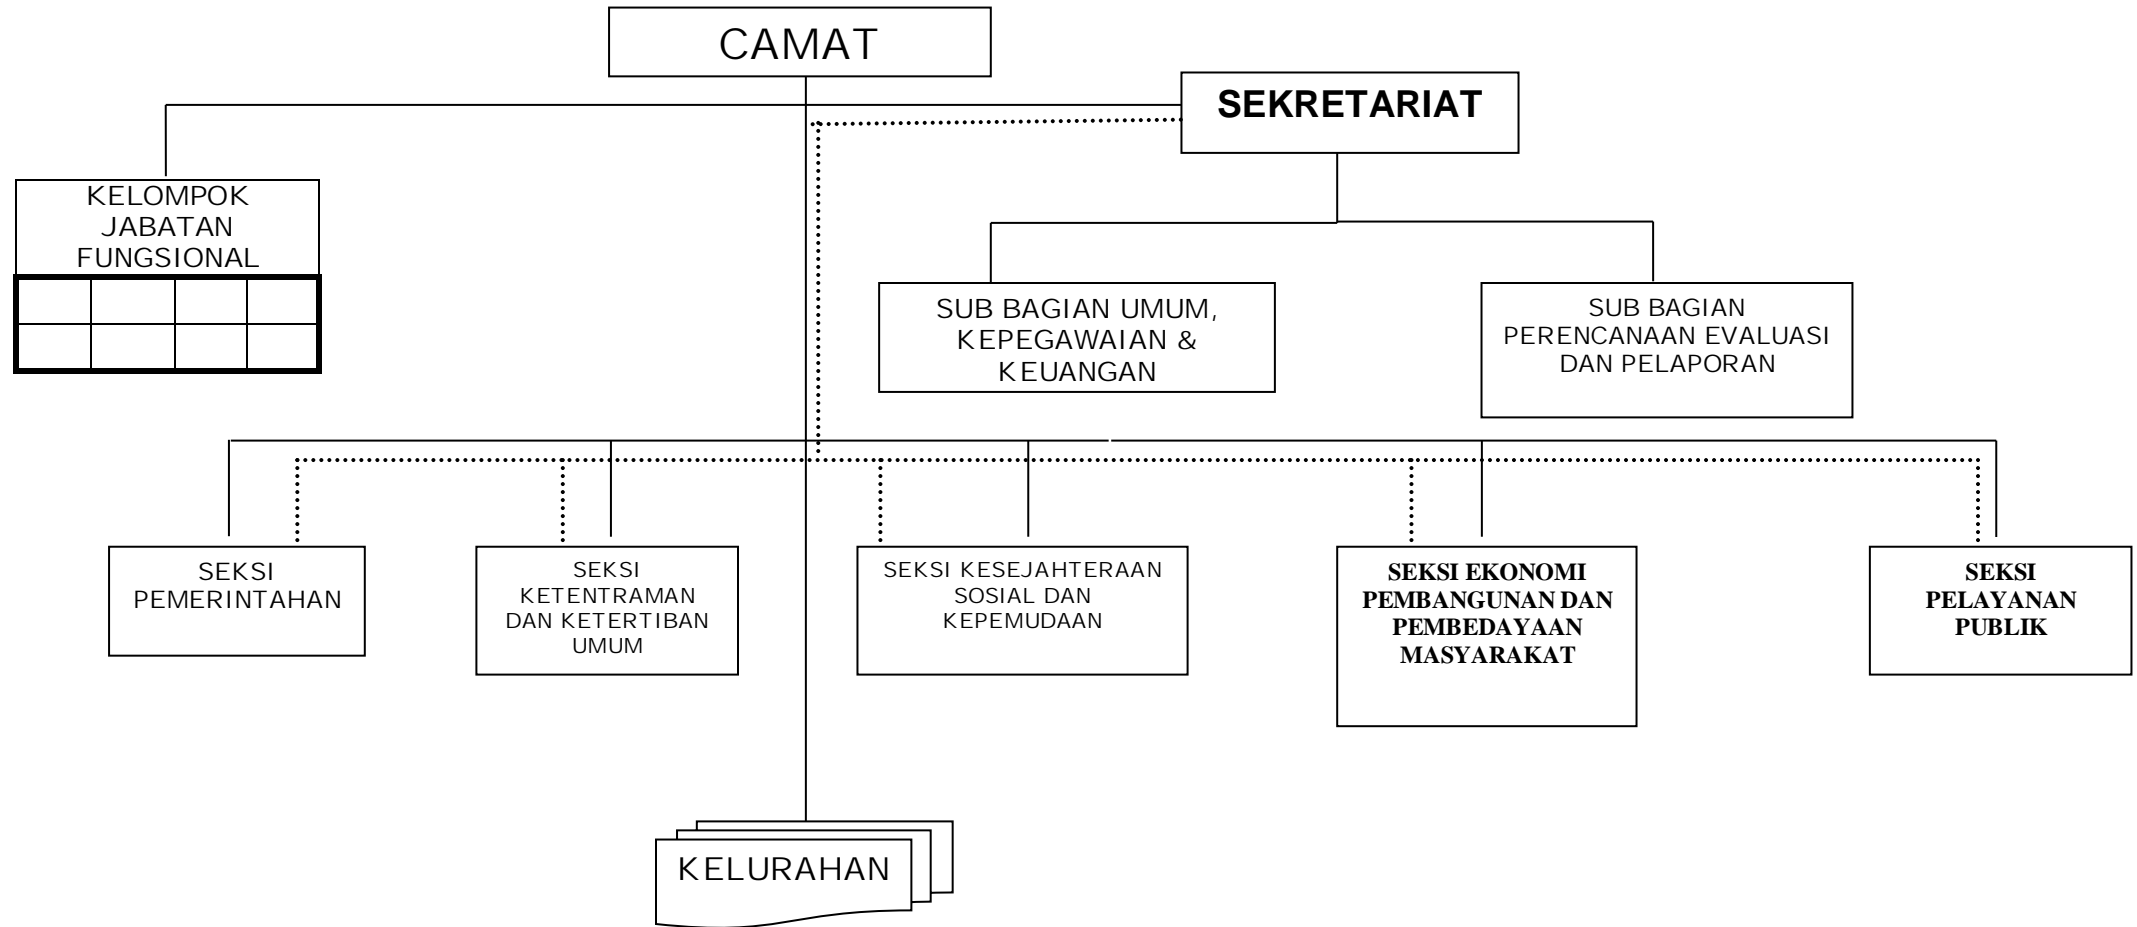 CAMAT
SEKRETARIAT
KELOMPOK
JABATAN
FUNGSIONAL
SUB BAGIAN UMUM,
KEPEGAWAIAN &
KEUANGAN
SUB BAGIAN
PERENCANAAN EVALUASI
DAN PELAPORAN
SEKSI
PEMERINTAHAN
SEKSI
KETENTRAMAN
DAN KETERTIBAN
UMUM
SEKSI KESEJAHTERAAN
SOSIAL DAN
KEPEMUDAAN
SEKSI EKONOMI
PEMBANGUNAN DAN
PEMBEDAYAAN
MASYARAKAT
SEKSI
PELAYANAN
PUBLIK
KELURAHAN